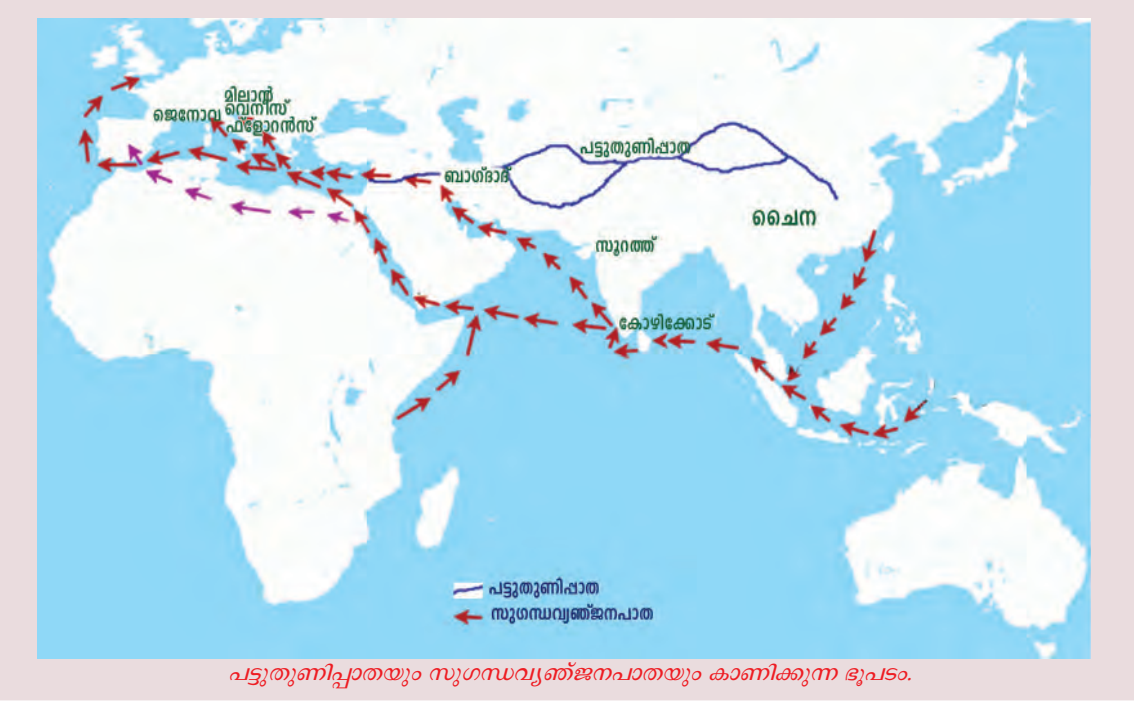 മിലാൻ
ജെനോവ വെനീസ്
ഫ്ളോറൻസ്
പട്ടുതുണിപ്പാത
ബാഗ്ദാദ്
ചൈന
സൂറത്ത്
കോഴിക്കോട്
പട്ടുതുണിപ്പാത
സുഗന്ധവ്യഞ്ജനപാത
പട്ടുതുണിപ്പാതയും സുഗന്ധവ്യഞ്ജനപാതയും കാണിക്കുന്ന ഭൂപടം.